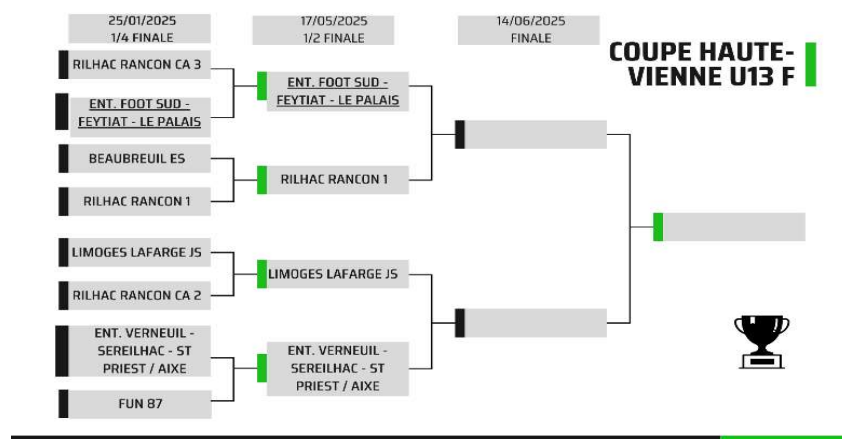 25/01/2025
1/4 FINALE
17/05/2025
1/2 FINALE
14/06/2025
FINALE
COUPE HAUTE-
VIENNE U13 F
RILHAC RANCON CA 3
ENT. FOOT SUD -
FEYTIAT - LE PALAIS
BEAUBREUIL ES
RILHAC RANCON 1
LIMOGES LAFARGE JS
RILHAC RANCON CA 2
ENT. VERNEUIL -
SEREILHAC - ST
PRIEST / AIXE
FUN 87
ENT. FOOT SUD -
FEYTIAT - LE PALAIS
RILHAC RANCON 1
LIMOGES LAFARGE JS
ENT. VERNEUIL -
SEREILHAC - ST
PRIEST / AIXE